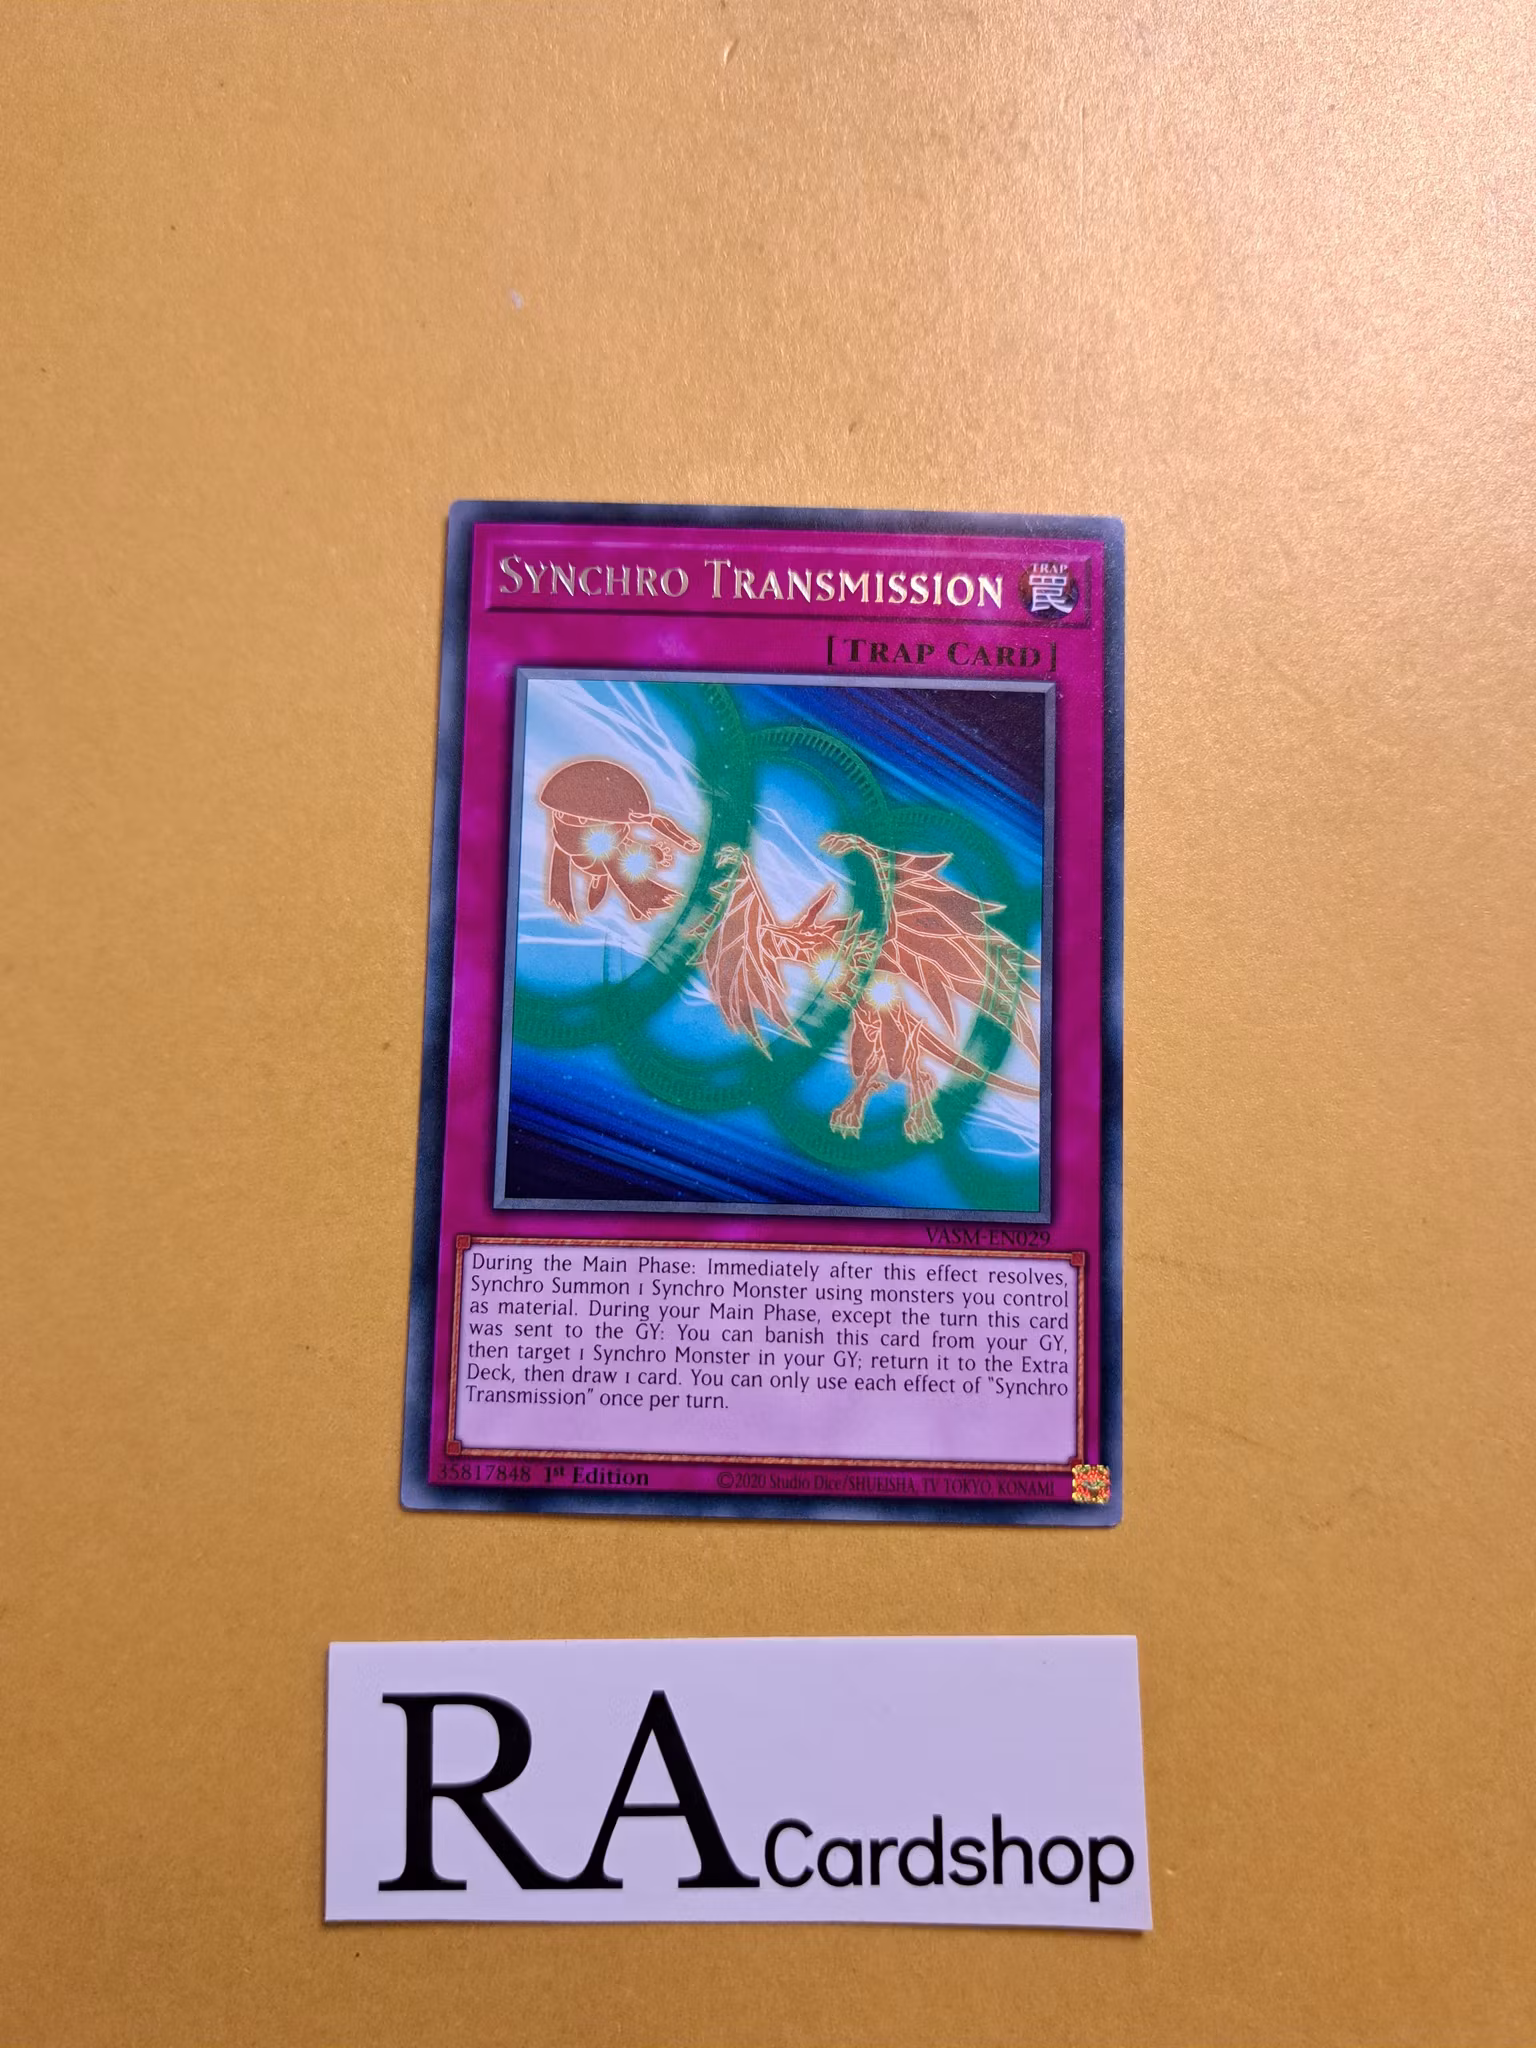 SYNCHRO TRANSMISSION
TRAP
罠
[TRAP CARD]
VASM-EN029
During the Main Phase: Immediately after this effect resolves,
Synchro Summon 1 Synchro Monster using monsters you control
as material. During your Main Phase, except the turn this card
was sent to the GY: You can banish this card from your GY,
then target 1 Synchro Monster in your GY; return it to the Extra
Deck, then draw 1 card. You can only use each effect of "Synchro
Transmission" once per turn.
35817848 1st Edition ©2020 Studio Dice/SHUEISHA, TV TOKYO, KONAMI
RA Cardshop